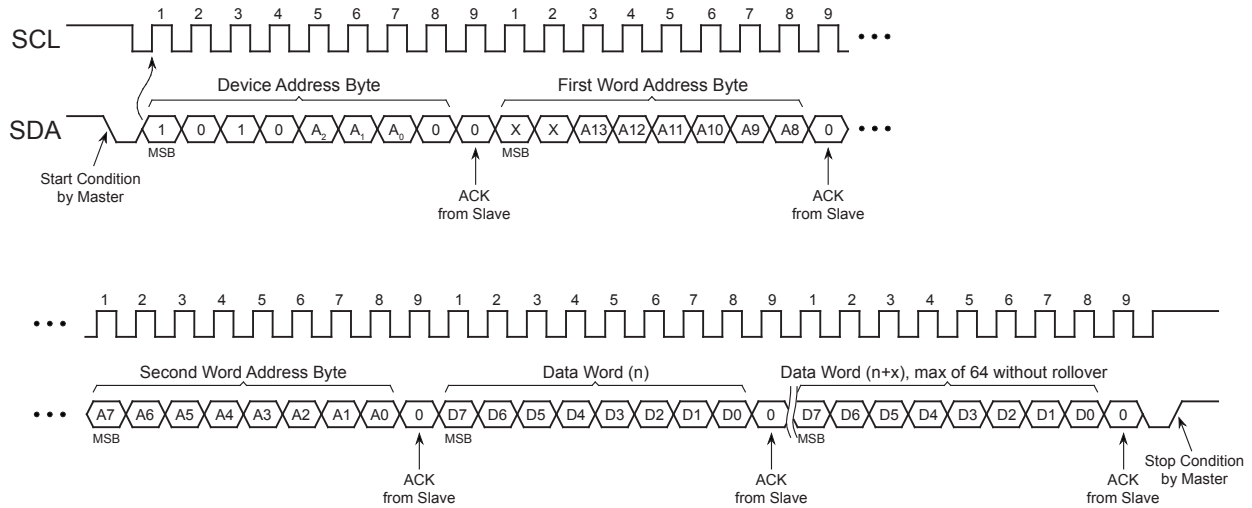 1 2 3 4 5 6 7 8 9 1 2 3 4 5 6 7 8 9
SCL
Device Address Byte First Word Address Byte
SDA 1 0 1 0 A2 A1 A0 0 0 X X A13 A12 A11 A10 A9 A8 0
MSB MSB
Start Condition
by Master
ACK
from Slave
ACK
from Slave
1 2 3 4 5 6 7 8 9 1 2 3 4 5 6 7 8 9 1 2 3 4 5 6 7 8 9
Second Word Address Byte Data Word (n) Data Word (n+x), max of 64 without rollover
A7 A6 A5 A4 A3 A2 A1 A0 0 D7 D6 D5 D4 D3 D2 D1 D0 0 D7 D6 D5 D4 D3 D2 D1 D0 0
MSB MSB MSB
ACK
from Slave
ACK
from Slave
ACK
from Slave
Stop Condition
by Master